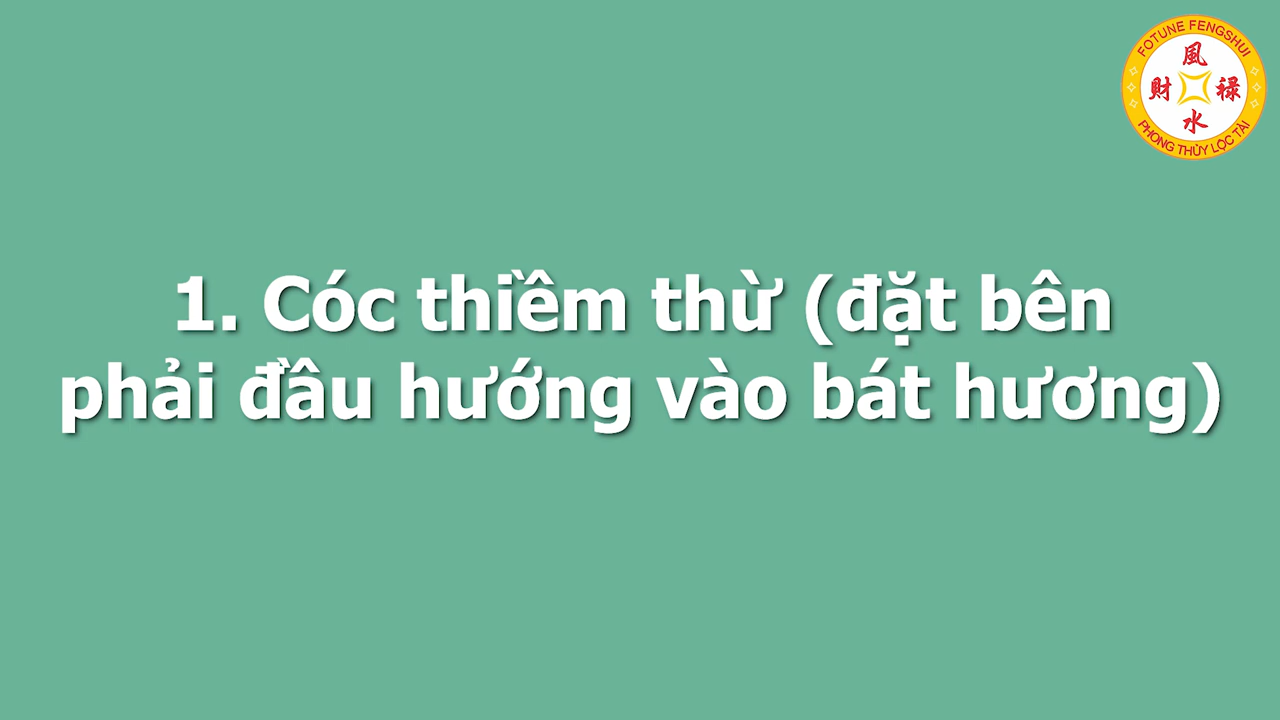 FOTUNE FENGSHUI
風
財 禄
水
PHONG THỦY LỘC TÀI
1. Cóc thiềm thừ (đặt bên
phải đầu hướng vào bát hương)